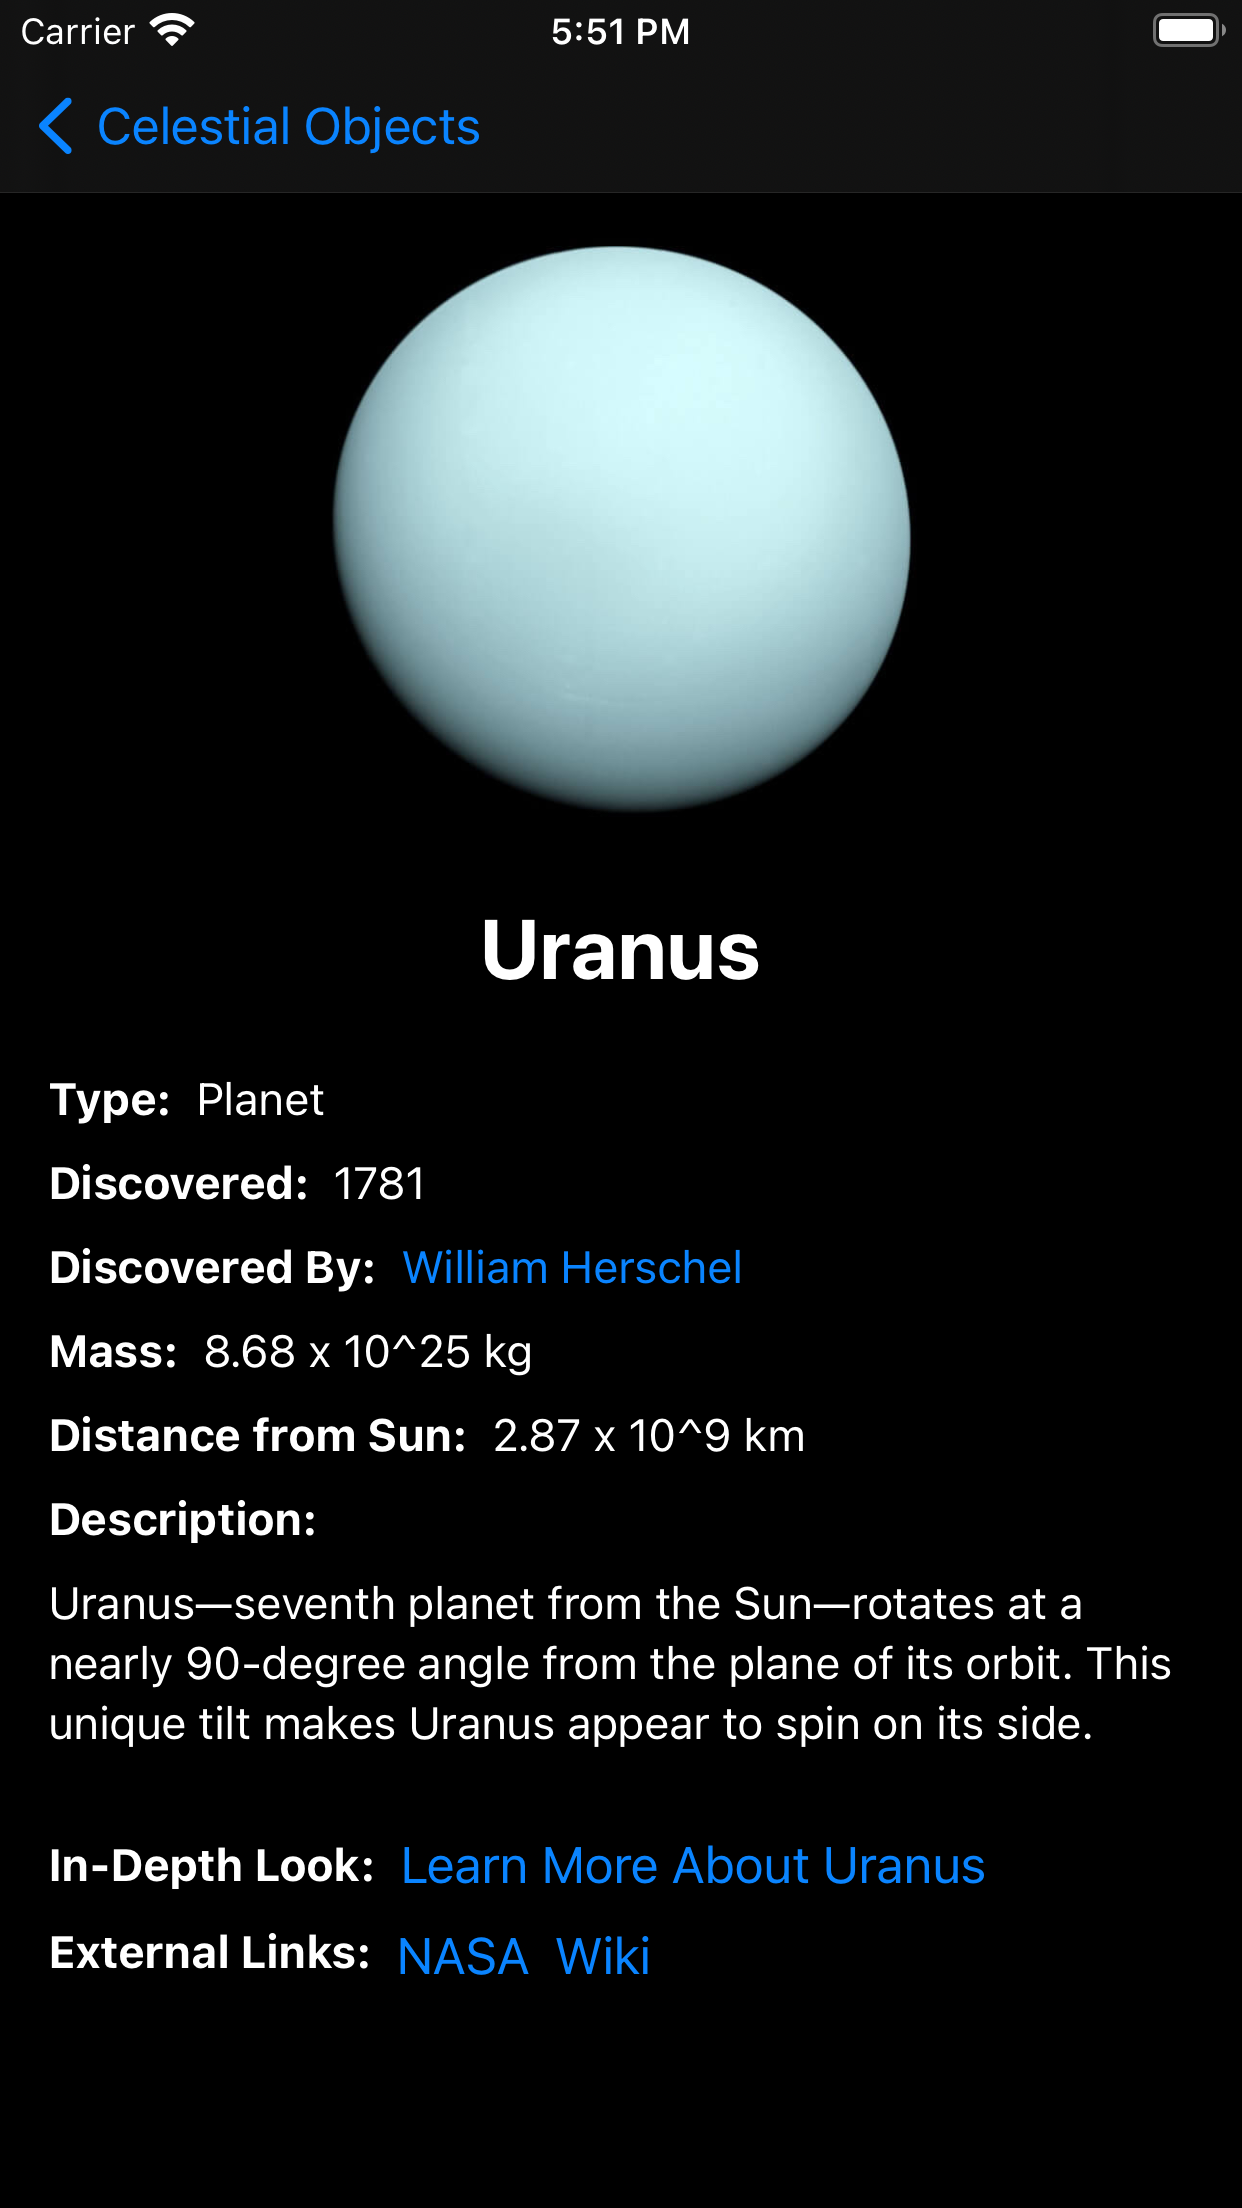 Carrier 5:51 PM
Celestial Objects
Uranus
Type: Planet
Discovered: 1781
Discovered By: William Herschel
Mass: 8.68 x 10^25 kg
Distance from Sun: 2.87 x 10^9 km
Description:
Uranus—seventh planet from the Sun—rotates at a
nearly 90-degree angle from the plane of its orbit. This
unique tilt makes Uranus appear to spin on its side.
In-Depth Look: Learn More About Uranus
External Links: NASA Wiki